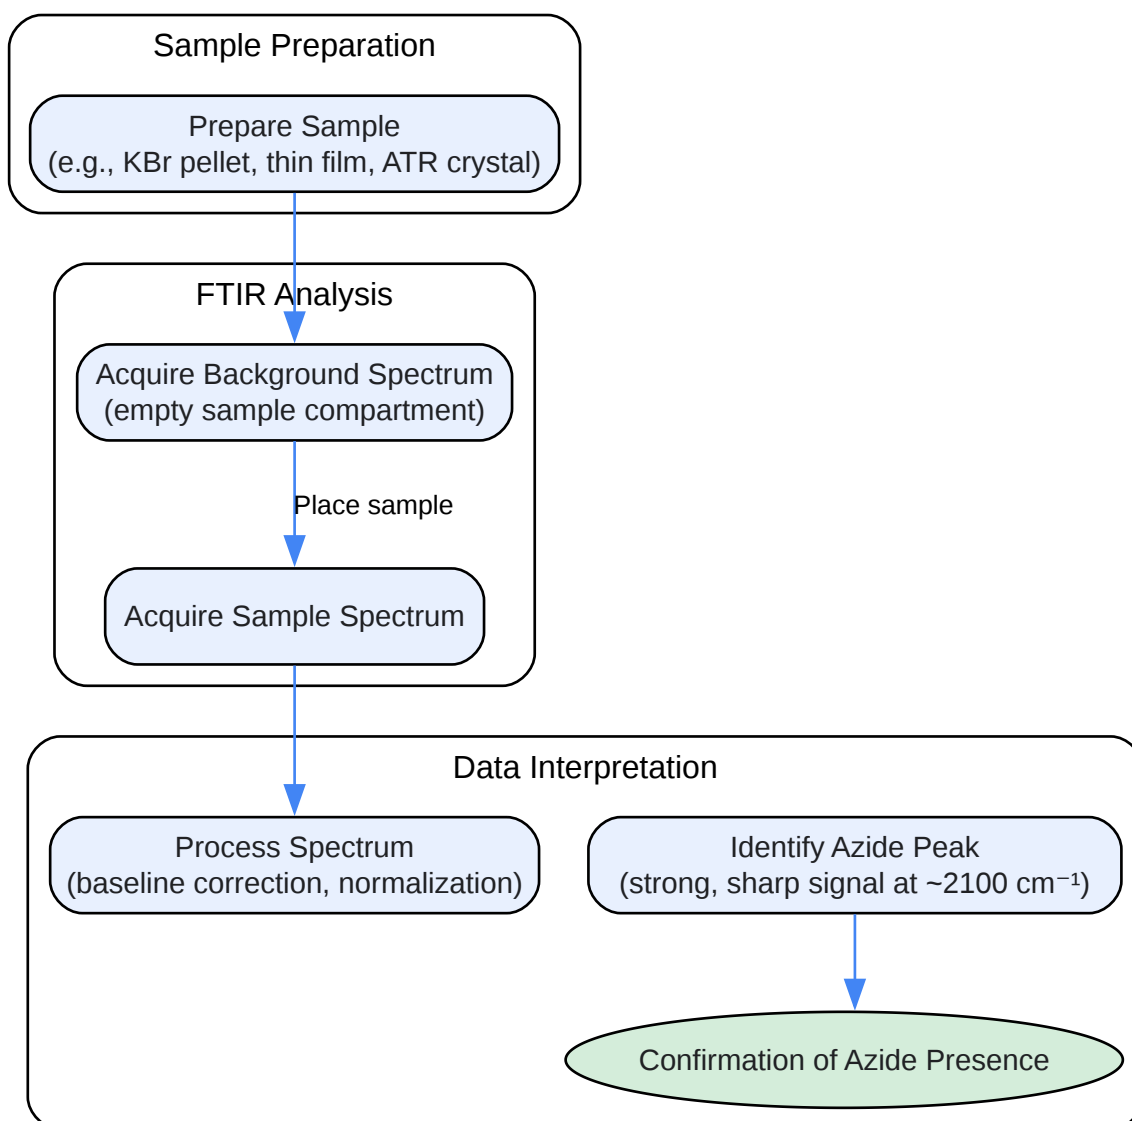 Sample Preparation
Prepare Sample
(e.g., KBr pellet, thin film, ATR crystal)
FTIR Analysis
Acquire Background Spectrum
(empty sample compartment)
Place sample
Acquire Sample Spectrum
Data Interpretation
Process Spectrum
(baseline correction, normalization)
Identify Azide Peak
(strong, sharp signal at ~2100 cm⁻¹)
Confirmation of Azide Presence